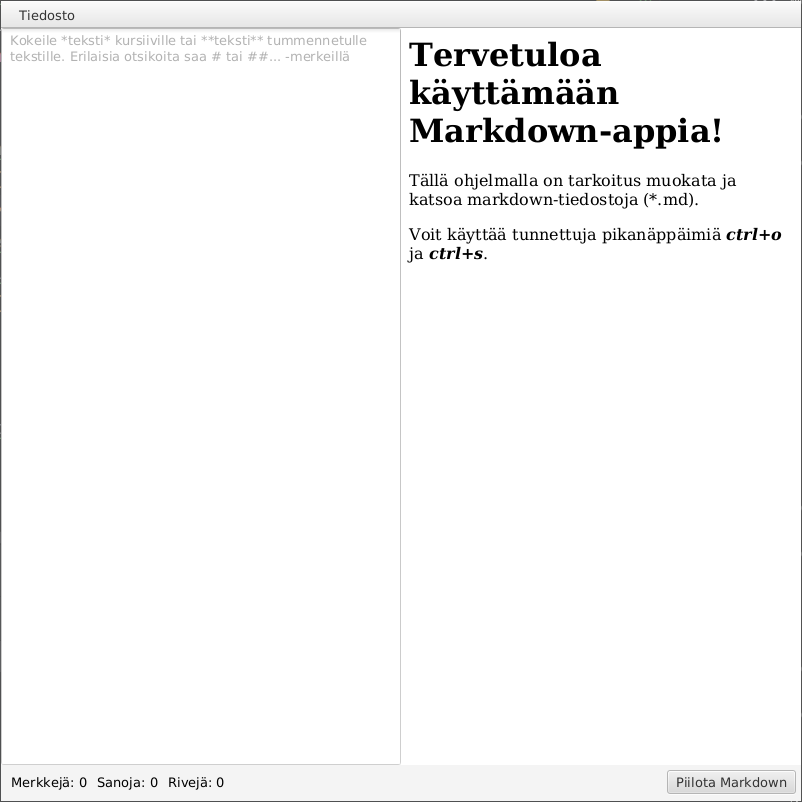 Tiedosto
Kokeile *teksti* kursiiville tai **teksti** tummennetulle
tekstille. Erilaisia otsikoita saa # tai ##... -merkeillä
Tervetuloa
käyttämään
Markdown-appia!
Tällä ohjelmalla on tarkoitus muokata ja
katsoa markdown-tiedostoja (*.md).
Voit käyttää tunnettuja pikanäppäimiä ctrl+o
ja ctrl+s.
Merkkejä: 0 Sanoja: 0 Rivejä: 0
Piilota Markdown